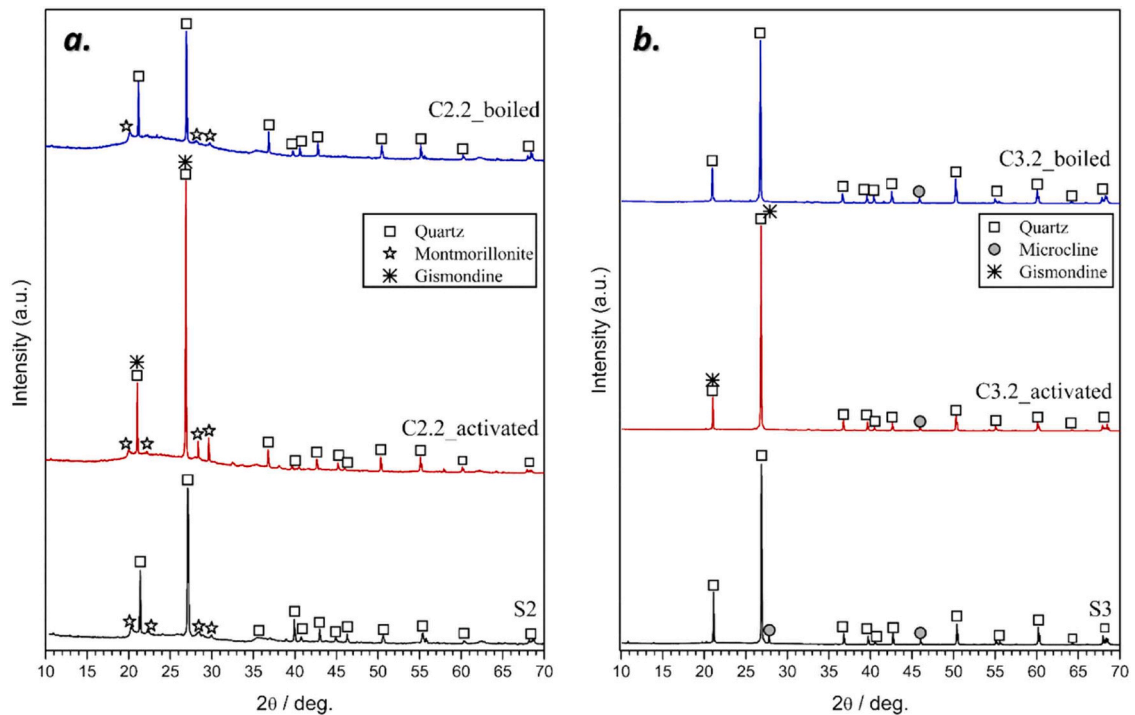 a.
C2.2_boiled
Quartz
Montmorillonite
Gismondine
C2.2_activated
S2
Intensity (a.u.)
10 15 20 25 30 35 40 45 50 55 60 65 70
2θ / deg.
b.
C3.2_boiled
Quartz
Microcline
Gismondine
C3.2_activated
S3
Intensity (a.u.)
10 15 20 25 30 35 40 45 50 55 60 65 70
2θ / deg.